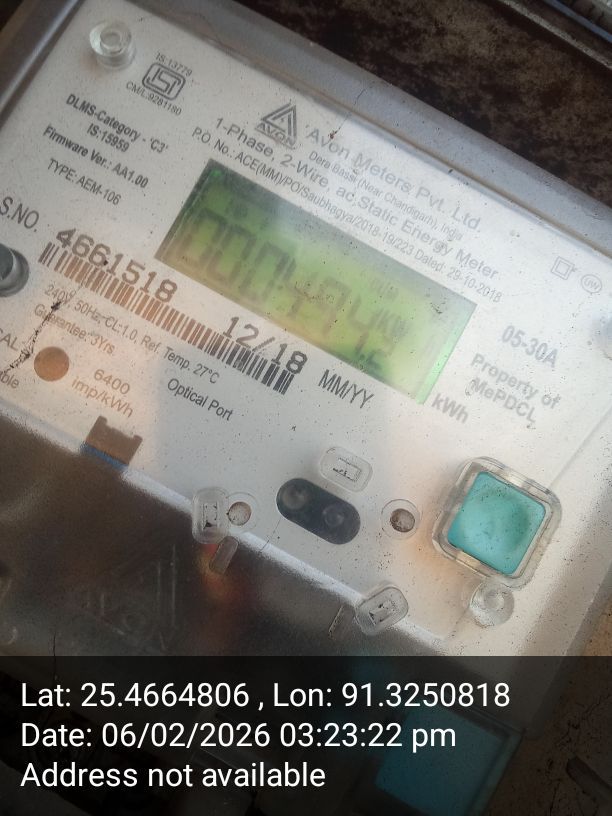 IS:13779
CM/L:9281190
DLMS-Category - 'C3'
IS:15959
Firmware Ver.: AA1.00
TYPE: AEM-106
AVON
Avon Meters Pvt. Ltd.
Dera Bassi (Near Chandigarh), India
1-Phase, 2-Wire, ac Static Energy Meter
P.O No.: ACE(MM)/PO/Saubhagya/2018-19/223 Dated: 29-10-2018
S.NO.
4661518
12/18
MM/YY
240V, 50Hz, CL:1.0, Ref. Temp. 27°C
Guarantee: 3Yrs
6400
imp/kWh
Optical Port
kWh
05-30A
Property of
MePDCL
Lat: 25.4664806 , Lon: 91.3250818
Date: 06/02/2026 03:23:22 pm
Address not available